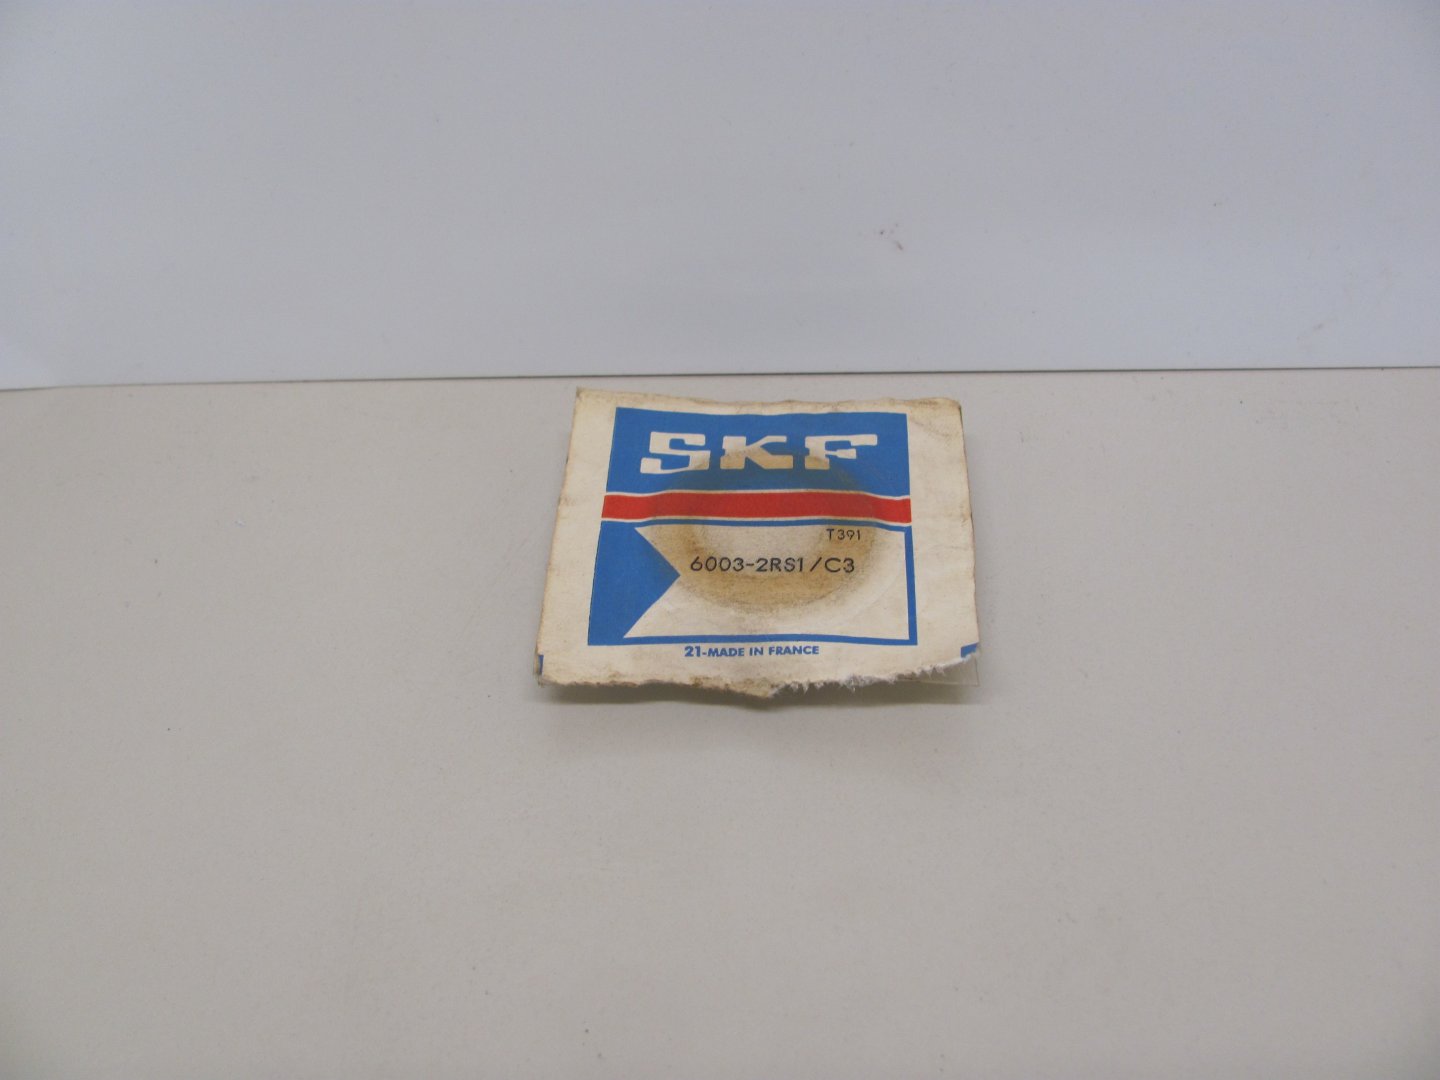 SKF
T391
6003-2RS1/C3
21-MADE IN FRANCE